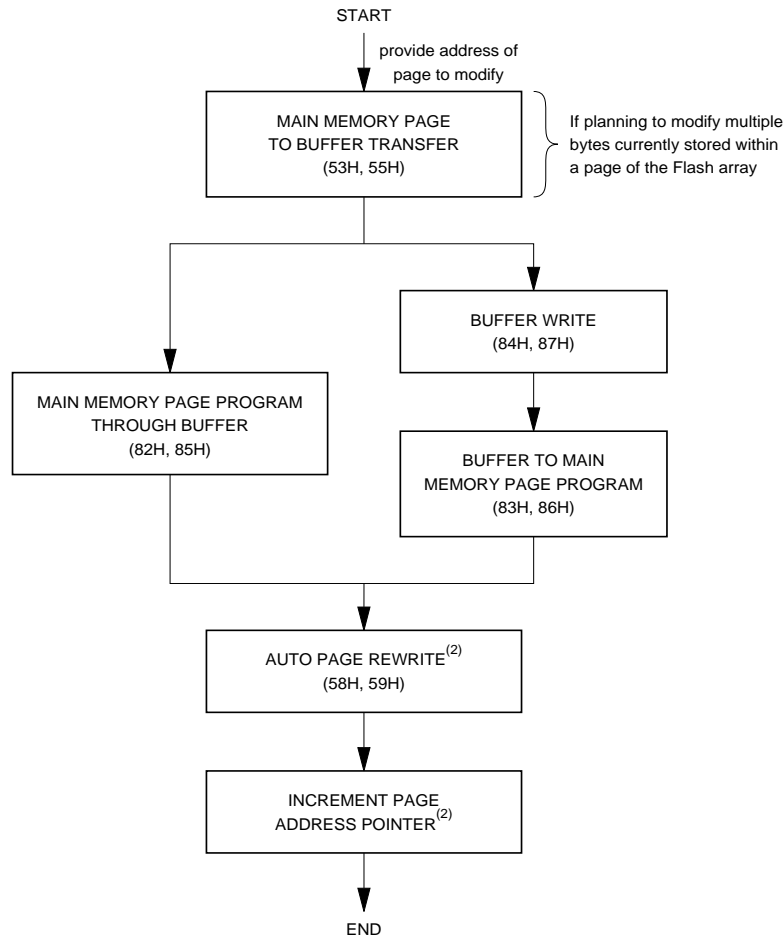 START
provide address of
page to modify
MAIN MEMORY PAGE
TO BUFFER TRANSFER
(53H, 55H)
If planning to modify multiple
bytes currently stored within
a page of the Flash array
BUFFER WRITE
(84H, 87H)
MAIN MEMORY PAGE PROGRAM
THROUGH BUFFER
(82H, 85H)
BUFFER TO MAIN
MEMORY PAGE PROGRAM
(83H, 86H)
AUTO PAGE REWRITE(2)
(58H, 59H)
INCREMENT PAGE
ADDRESS POINTER(2)
END